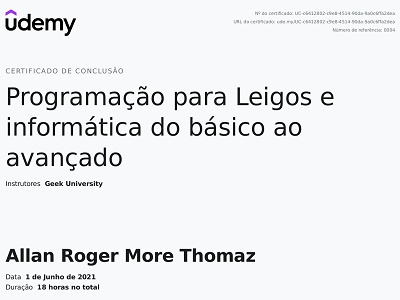 udemy
Nº do certificado: UC-c6412802-c9e8-4514-90da-9a0c6ffa2dea
URL do certificado: ude.my/UC-c6412802-c9e8-4514-90da-9a0c6ffa2dea
Número de referência: 0004
CERTIFICADO DE CONCLUSÃO
Programação para Leigos e
informática do básico ao
avançado
Instrutores Geek University
Allan Roger More Thomaz
Data 1 de Junho de 2021
Duração 18 horas no total